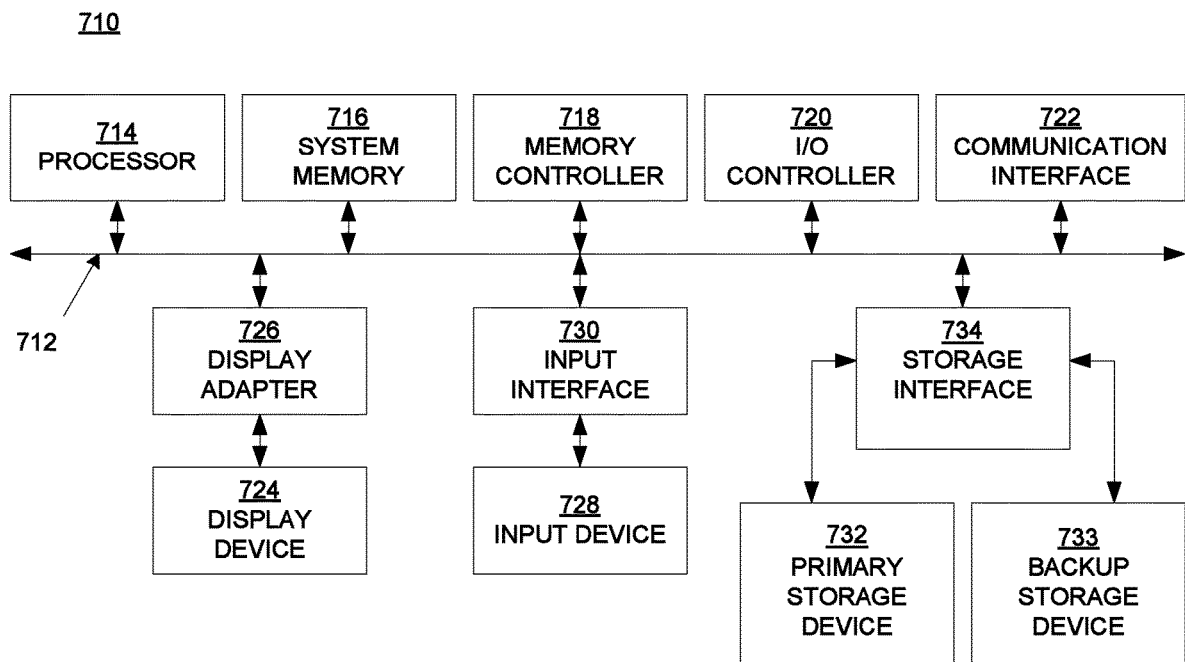 710
714
PROCESSOR
716
SYSTEM
MEMORY
718
MEMORY
CONTROLLER
720
I/O
CONTROLLER
722
COMMUNICATION
INTERFACE
712
726
DISPLAY
ADAPTER
730
INPUT
INTERFACE
734
STORAGE
INTERFACE
724
DISPLAY
DEVICE
728
INPUT DEVICE
732
PRIMARY
STORAGE
DEVICE
733
BACKUP
STORAGE
DEVICE